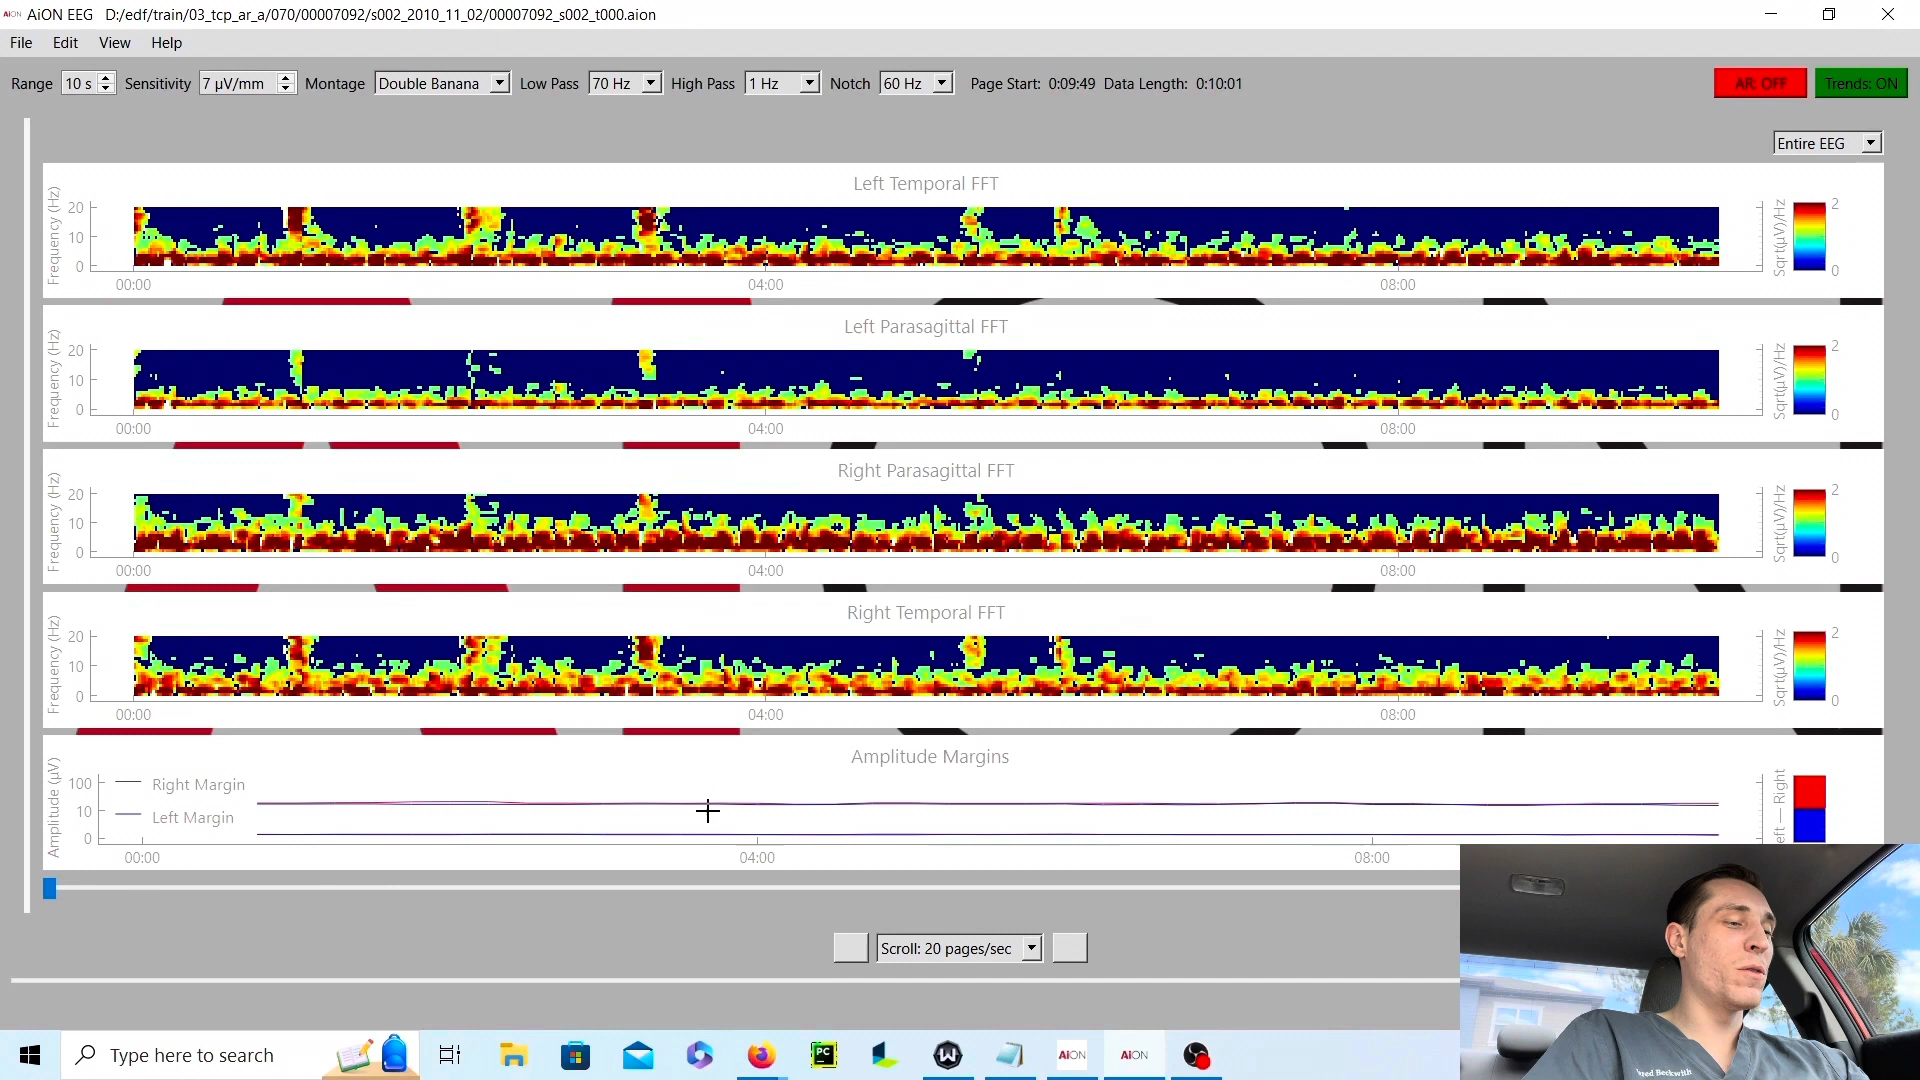 AiON EEG D:/edf/train/03_tcp_ar_a/070/00007092/s002_2010_11_02/00007092_s002_t000.aion
File Edit View Help
Range 10 s Sensitivity 7 µV/mm Montage Double Banana Low Pass 70 Hz High Pass 1 Hz Notch 60 Hz Page Start: 0:09:49 Data Length: 0:10:01 AR: OFF Trends: ON
Entire EEG
Left Temporal FFT
Frequency (Hz)
20
10
0
00:00 04:00 08:00
Sqrt(µV)/Hz
2
0
Left Parasagittal FFT
Frequency (Hz)
20
10
0
00:00 04:00 08:00
Sqrt(µV)/Hz
2
0
Right Parasagittal FFT
Frequency (Hz)
20
10
0
00:00 04:00 08:00
Sqrt(µV)/Hz
2
0
Right Temporal FFT
Frequency (Hz)
20
10
0
00:00 04:00 08:00
Sqrt(µV)/Hz
2
0
Amplitude Margins
Amplitude (µV)
100
10
0
Right Margin
Left Margin
00:00 04:00 08:00
eft — Right
Scroll: 20 pages/sec
Type here to search
PC
W
AiON
AiON
Beckwith